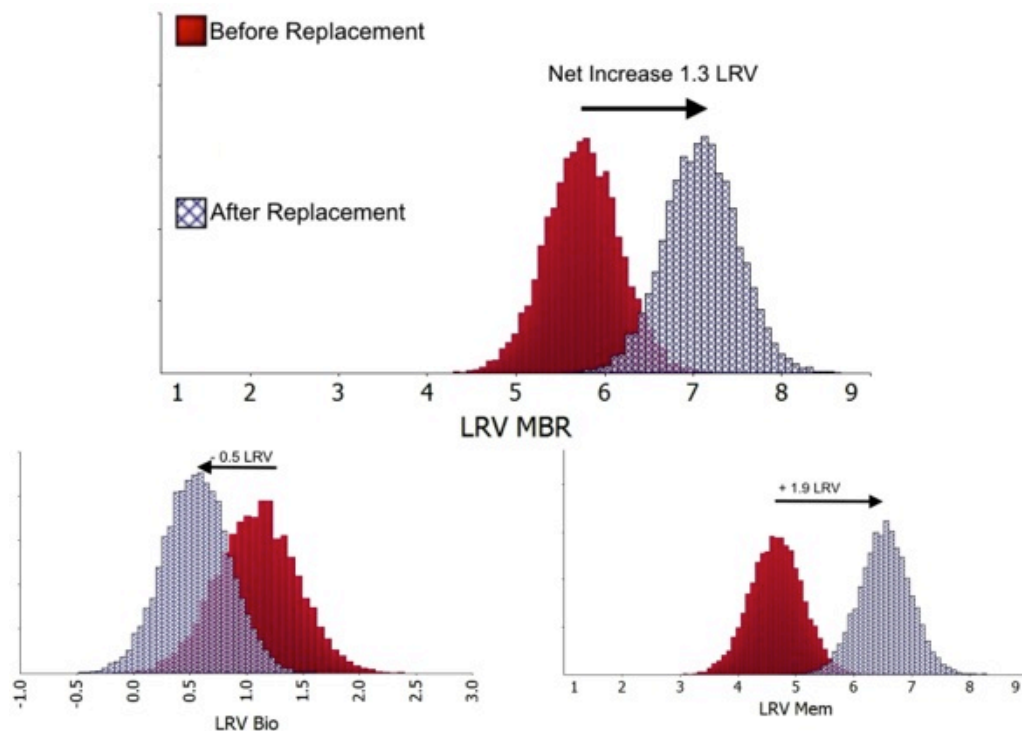 Before Replacement
Net Increase 1.3 LRV
After Replacement
1 2 3 4 5 6 7 8 9
LRV MBR
- 0.5 LRV
-1.0 -0.5 0.0 0.5 1.0 1.5 2.0 2.5 3.0
LRV Bio
+ 1.9 LRV
1 2 3 4 5 6 7 8 9
LRV Mem